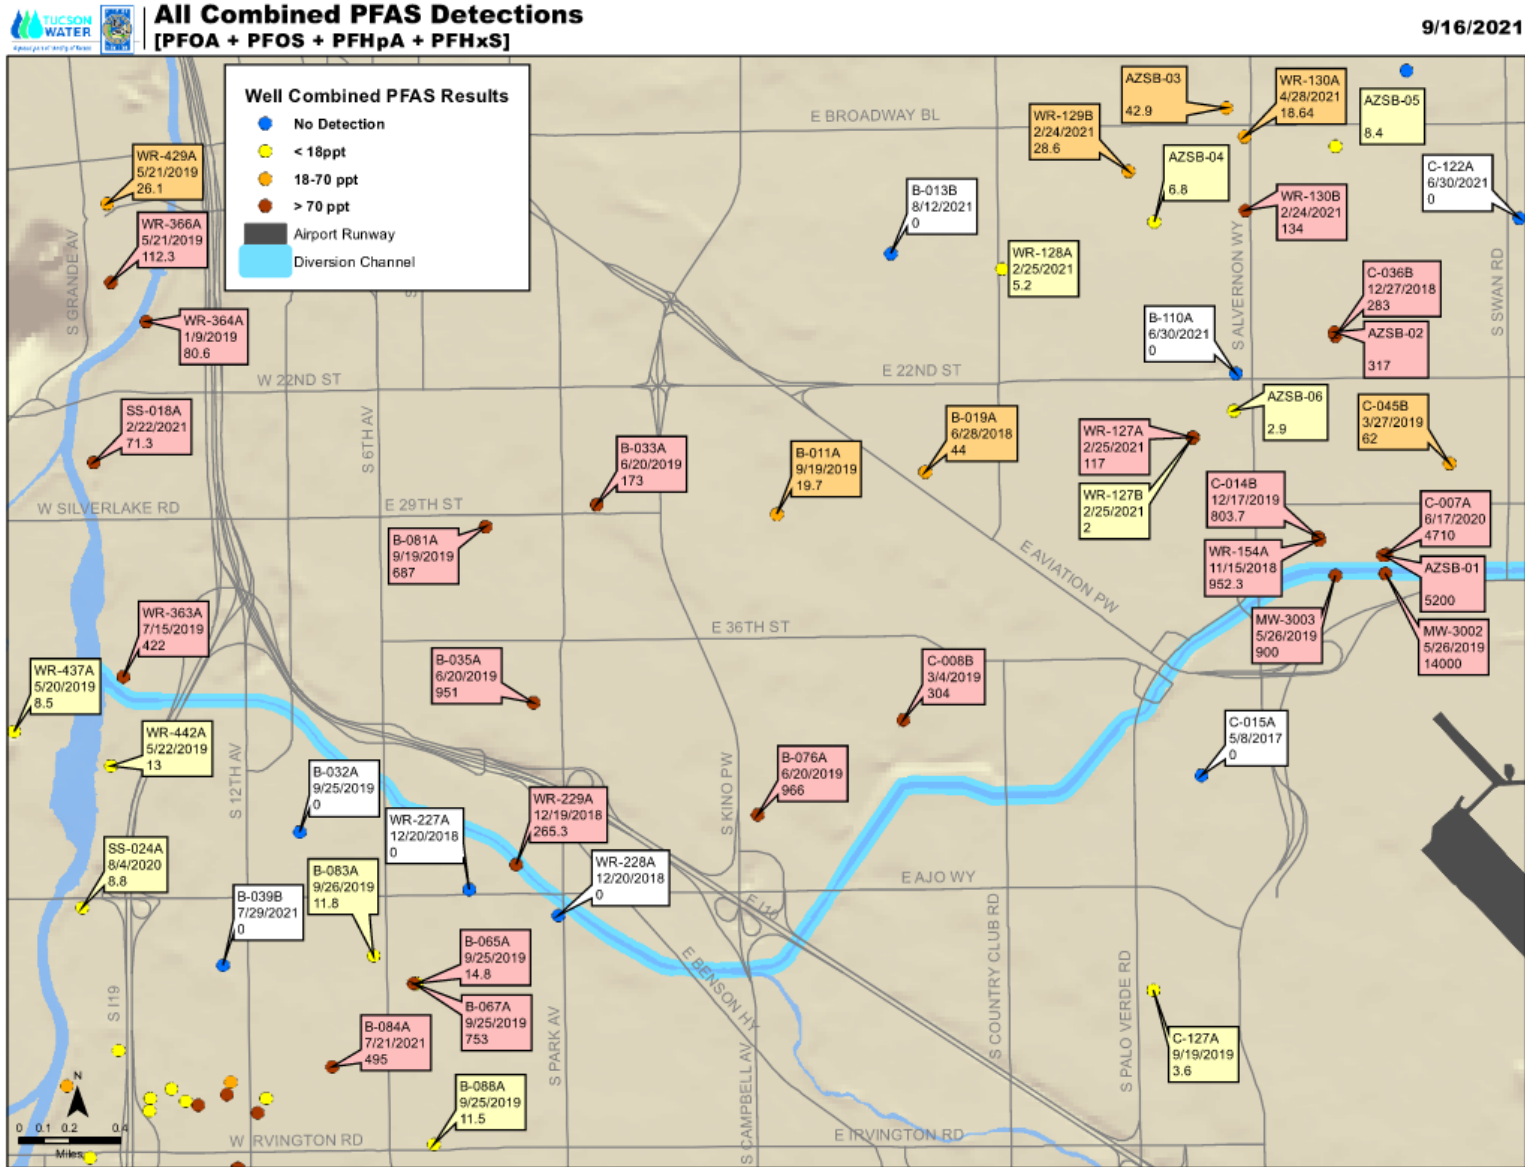 TUCSON
WATER
All Combined PFAS Detections
[PFOA + PFOS + PFHpA + PFHxS]
9/16/2021
Well Combined PFAS Results
No Detection
< 18ppt
18-70 ppt
> 70 ppt
Airport Runway
Diversion Channel
E BROADWAY BL
AZSB-03
42.9
WR-130A
4/28/2021
18.64
AZSB-05
8.4
WR-129B
2/24/2021
28.6
AZSB-04
6.8
C-122A
6/30/2021
0
WR-429A
5/21/2019
26.1
B-013B
8/12/2021
0
WR-130B
2/24/2021
134
WR-366A
5/21/2019
112.3
WR-128A
2/25/2021
5.2
S GRANDE AV
S ALVERNON WY
S SWAN RD
C-036B
12/27/2018
283
AZSB-02
317
WR-364A
1/9/2019
80.6
B-110A
6/30/2021
0
W 22ND ST
E 22ND ST
SS-018A
2/22/2021
71.3
S 6TH AV
B-033A
6/20/2019
173
B-011A
9/19/2019
19.7
B-019A
6/28/2018
44
AZSB-06
2.9
C-045B
3/27/2019
62
WR-127A
2/25/2021
117
WR-127B
2/25/2021
2
C-014B
12/17/2019
803.7
C-007A
6/17/2020
4710
W SILVERLAKE RD
E 29TH ST
B-081A
9/19/2019
687
E AVIATION PW
WR-154A
11/15/2018
952.3
AZSB-01
5200
WR-363A
7/15/2019
422
E 36TH ST
MW-3003
5/26/2019
900
MW-3002
5/26/2019
14000
WR-437A
5/20/2019
8.5
B-035A
6/20/2019
951
C-008B
3/4/2019
304
WR-442A
5/22/2019
13
C-015A
5/8/2017
0
S 12TH AV
B-032A
9/25/2019
0
S KINO PW
B-076A
6/20/2019
966
WR-227A
12/20/2018
0
WR-229A
12/19/2018
265.3
SS-024A
8/4/2020
8.8
B-083A
9/26/2019
11.8
WR-228A
12/20/2018
0
E AJO WY
B-039B
7/29/2021
0
E I10
B-065A
9/25/2019
14.8
B-067A
9/25/2019
753
E BENSON HY
S COUNTRY CLUB RD
S PALO VERDE RD
S I19
B-084A
7/21/2021
495
S PARK AV
S CAMPBELL AV
C-127A
9/19/2019
3.6
B-088A
9/25/2019
11.5
N
0 0.1 0.2 0.4
Miles
W IRVINGTON RD
E IRVINGTON RD